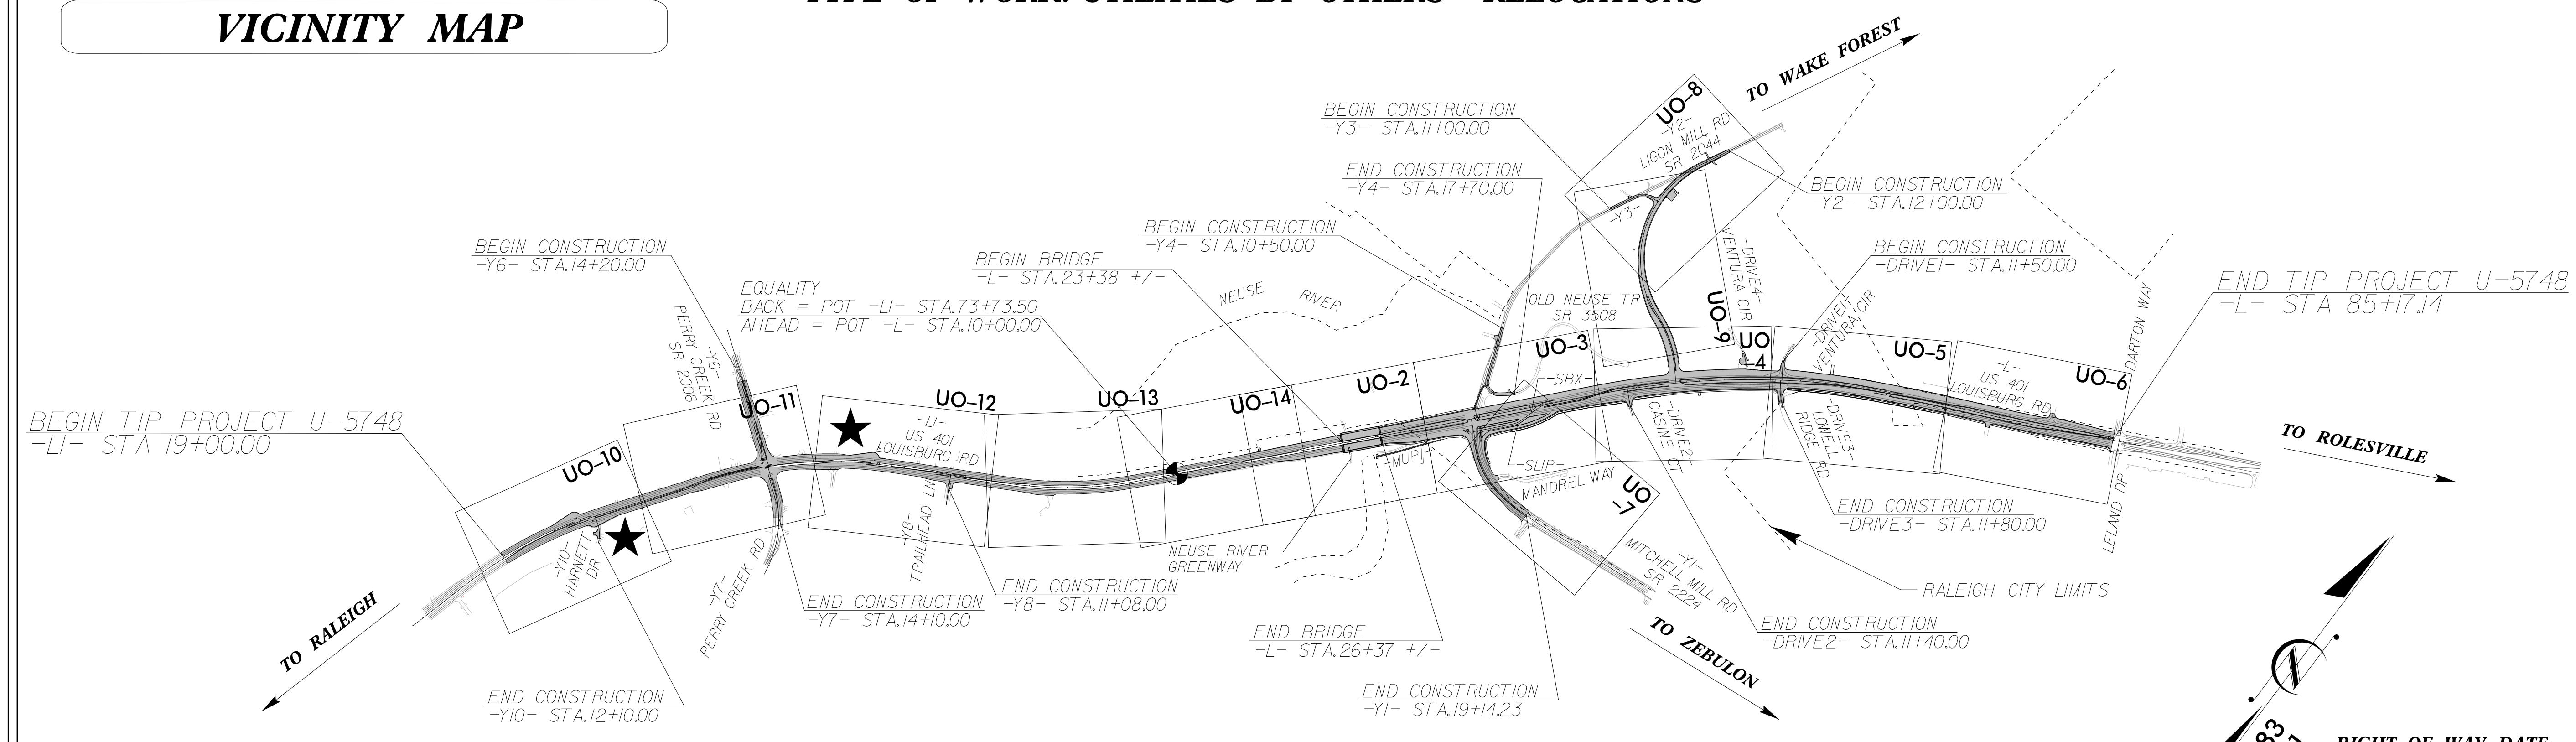 VICINITY MAP
TO WAKE FOREST
UO-8
-Y2-
LIGON MILL RD
SR 2044
BEGIN CONSTRUCTION
-Y3- STA.11+00.00
END CONSTRUCTION
-Y4- STA.17+70.00
BEGIN CONSTRUCTION
-Y2- STA.12+00.00
-Y3-
BEGIN CONSTRUCTION
-Y4- STA.10+50.00
BEGIN CONSTRUCTION
-Y6- STA.14+20.00
BEGIN BRIDGE
-L- STA.23+38 +/-
EQUALITY
BACK = POT -L1- STA.73+73.50
AHEAD = POT -L- STA.10+00.00
NEUSE RIVER
-DRIVE4-
VENTURA CIR
BEGIN CONSTRUCTION
-DRIVE1- STA.11+50.00
END TIP PROJECT U-5748
-L- STA 85+17.14
OLD NEUSE TR
SR 3508
UO-9
-DRIVE1-
VENTURA CIR
DARTON WAY
-Y6-
PERRY CREEK RD
SR 2006
UO-3
UO
-4
UO-5
UO-6
-L-
US 401
LOUISBURG RD
UO-2
-SBX-
BEGIN TIP PROJECT U-5748
-L1- STA 19+00.00
UO-10
UO-11
UO-12
UO-13
UO-14
-L1-
US 401
LOUISBURG RD
-DRIVE2-
CASINE CT
-DRIVE3-
LOWELL
RIDGE RD
TO ROLESVILLE
-MUP1-
-SLIP-
MANDREL WAY
UO
-7
-Y10-
HARNETT
DR
-Y8-
TRAILHEAD LN
-Y7-
PERRY CREEK RD
NEUSE RIVER
GREENWAY
END CONSTRUCTION
-DRIVE3- STA.11+80.00
LELAND DR
-Y1-
MITCHELL MILL RD
SR 2224
RALEIGH CITY LIMITS
END CONSTRUCTION
-Y8- STA.11+08.00
END CONSTRUCTION
-Y7- STA.14+10.00
END BRIDGE
-L- STA.26+37 +/-
END CONSTRUCTION
-DRIVE2- STA.11+40.00
TO RALEIGH
TO ZEBULON
END CONSTRUCTION
-Y10- STA.12+10.00
END CONSTRUCTION
-Y1- STA.19+14.23